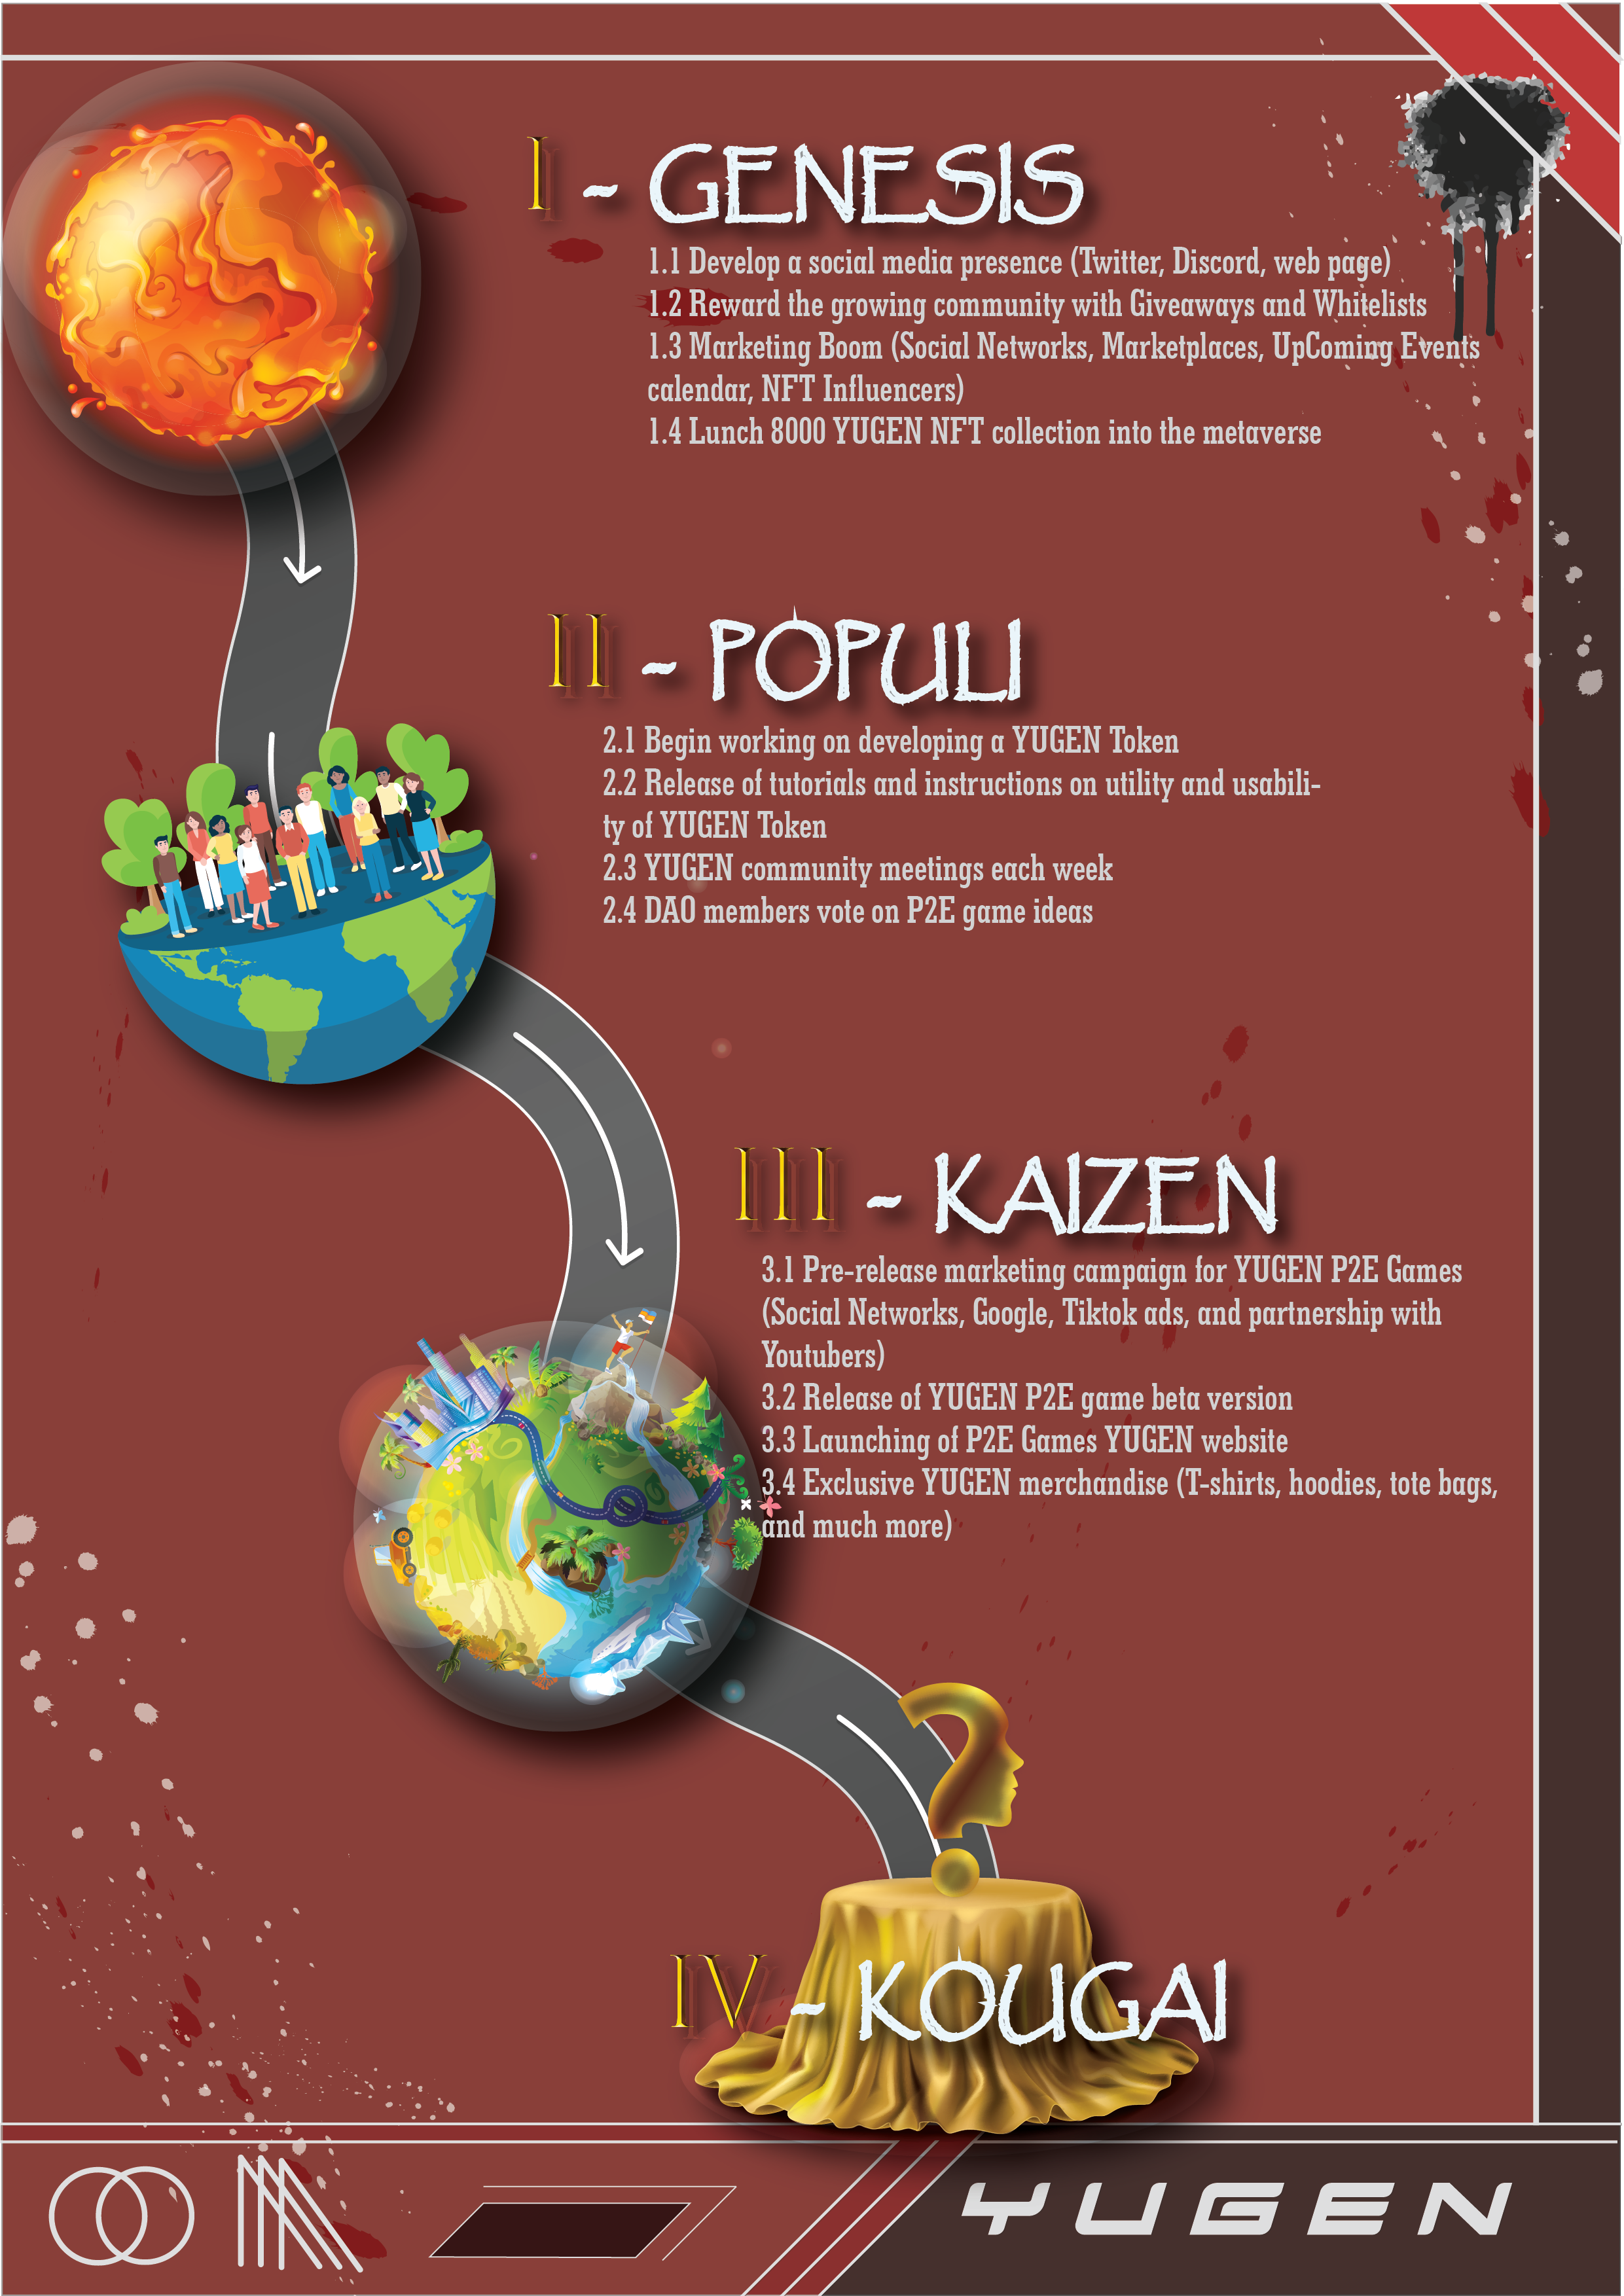 I - GENESIS
1.1 Develop a social media presence (Twitter, Discord, web page)
1.2 Reward the growing community with Giveaways and Whitelists
1.3 Marketing Boom (Social Networks, Marketplaces, UpComing Events
calendar, NFT Influencers)
1.4 Lunch 8000 YUGEN NFT collection into the metaverse
II - POPULI
2.1 Begin working on developing a YUGEN Token
2.2 Release of tutorials and instructions on utility and usabili-
ty of YUGEN Token
2.3 YUGEN community meetings each week
2.4 DAO members vote on P2E game ideas
III - KAIZEN
3.1 Pre-release marketing campaign for YUGEN P2E Games
(Social Networks, Google, Tiktok ads, and partnership with
Youtubers)
3.2 Release of YUGEN P2E game beta version
3.3 Launching of P2E Games YUGEN website
3.4 Exclusive YUGEN merchandise (T-shirts, hoodies, tote bags,
and much more)
IV - KOUGAI
YUGEN